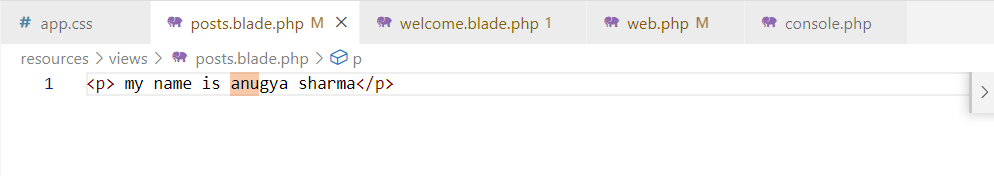 # app.css posts.blade.php M welcome.blade.php 1 web.php M console.php
resources > views > posts.blade.php > p
1 <p> my name is anugya sharma</p>